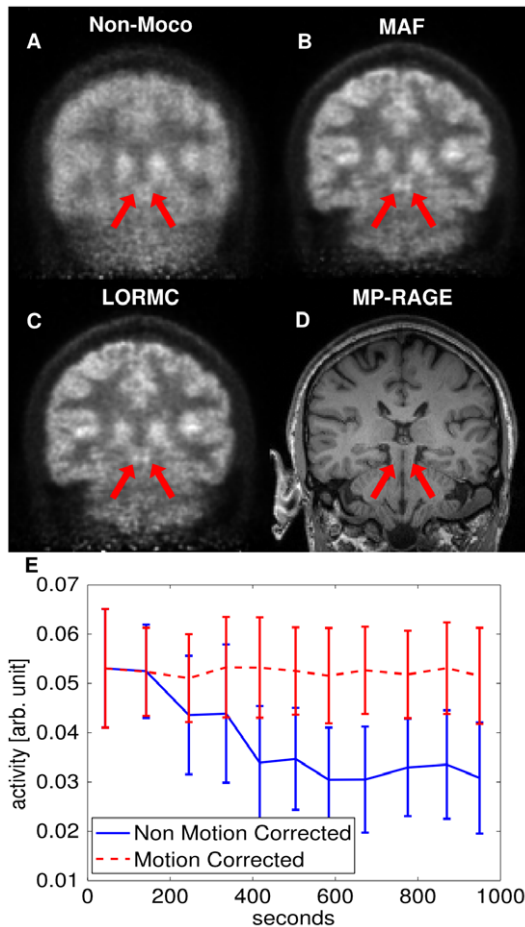 A Non-Moco
B MAF
C LORMC
D MP-RAGE
E
0.07
0.06
0.05
0.04
0.03
0.02
0.01
activity [arb. unit]
Non Motion Corrected
Motion Corrected
0 200 400 600 800 1000
seconds